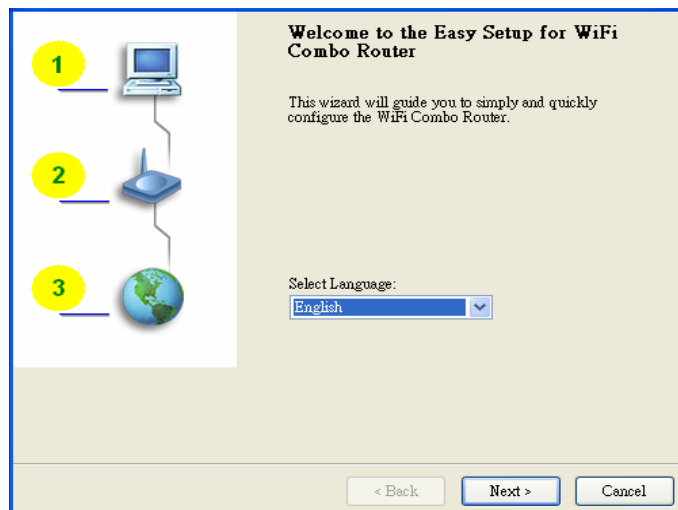 Welcome to the Easy Setup for WiFi
Combo Router
This wizard will guide you to simply and quickly
configure the WiFi Combo Router.
1
2
3
Select Language:
English
< Back
Next >
Cancel